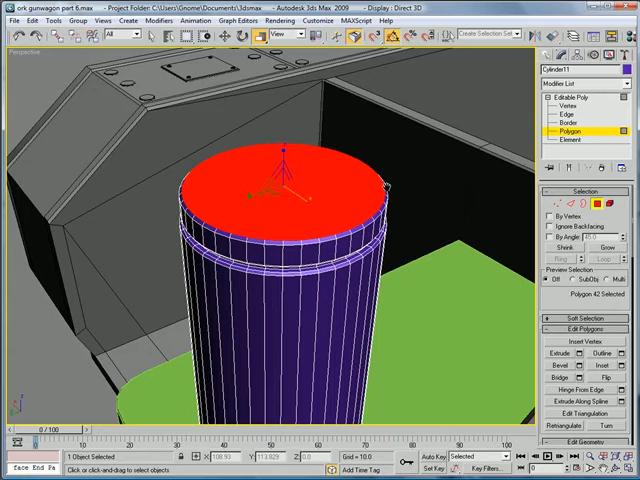 ork gunwagon part 6.max - Project Folder: C:\Users\Gnome\Documents\3dsmax - Autodesk 3ds Max 2009 - Display : Direct 3D
File Edit Tools Group Views Create Modifiers Animation Graph Editors Rendering Customize MAXScript Help
All View Create Selection Set
Perspective
Cylinder11
Modifier List
Editable Poly
Vertex
Edge
Border
Polygon
Element
Selection
By Vertex
Ignore Backfacing
By Angle: 45.0
Shrink Grow
Ring Loop
Preview Selection
Off SubObj Multi
Polygon 42 Selected
Soft Selection
Edit Polygons
Insert Vertex
Extrude Outline
Bevel Inset
Bridge Flip
Hinge From Edge
Extrude Along Spline
Edit Triangulation
Retriangulate Turn
Edit Geometry
0 / 100
0 10 20 30 40 50 60 70 80 90 100
1 Object Selected X: 108.93 Y: 113.829 Z: 0.0 Grid = 10.0 Auto Key Selected
face End Pa Click or click-and-drag to select objects Add Time Tag Set Key Key Filters... 0